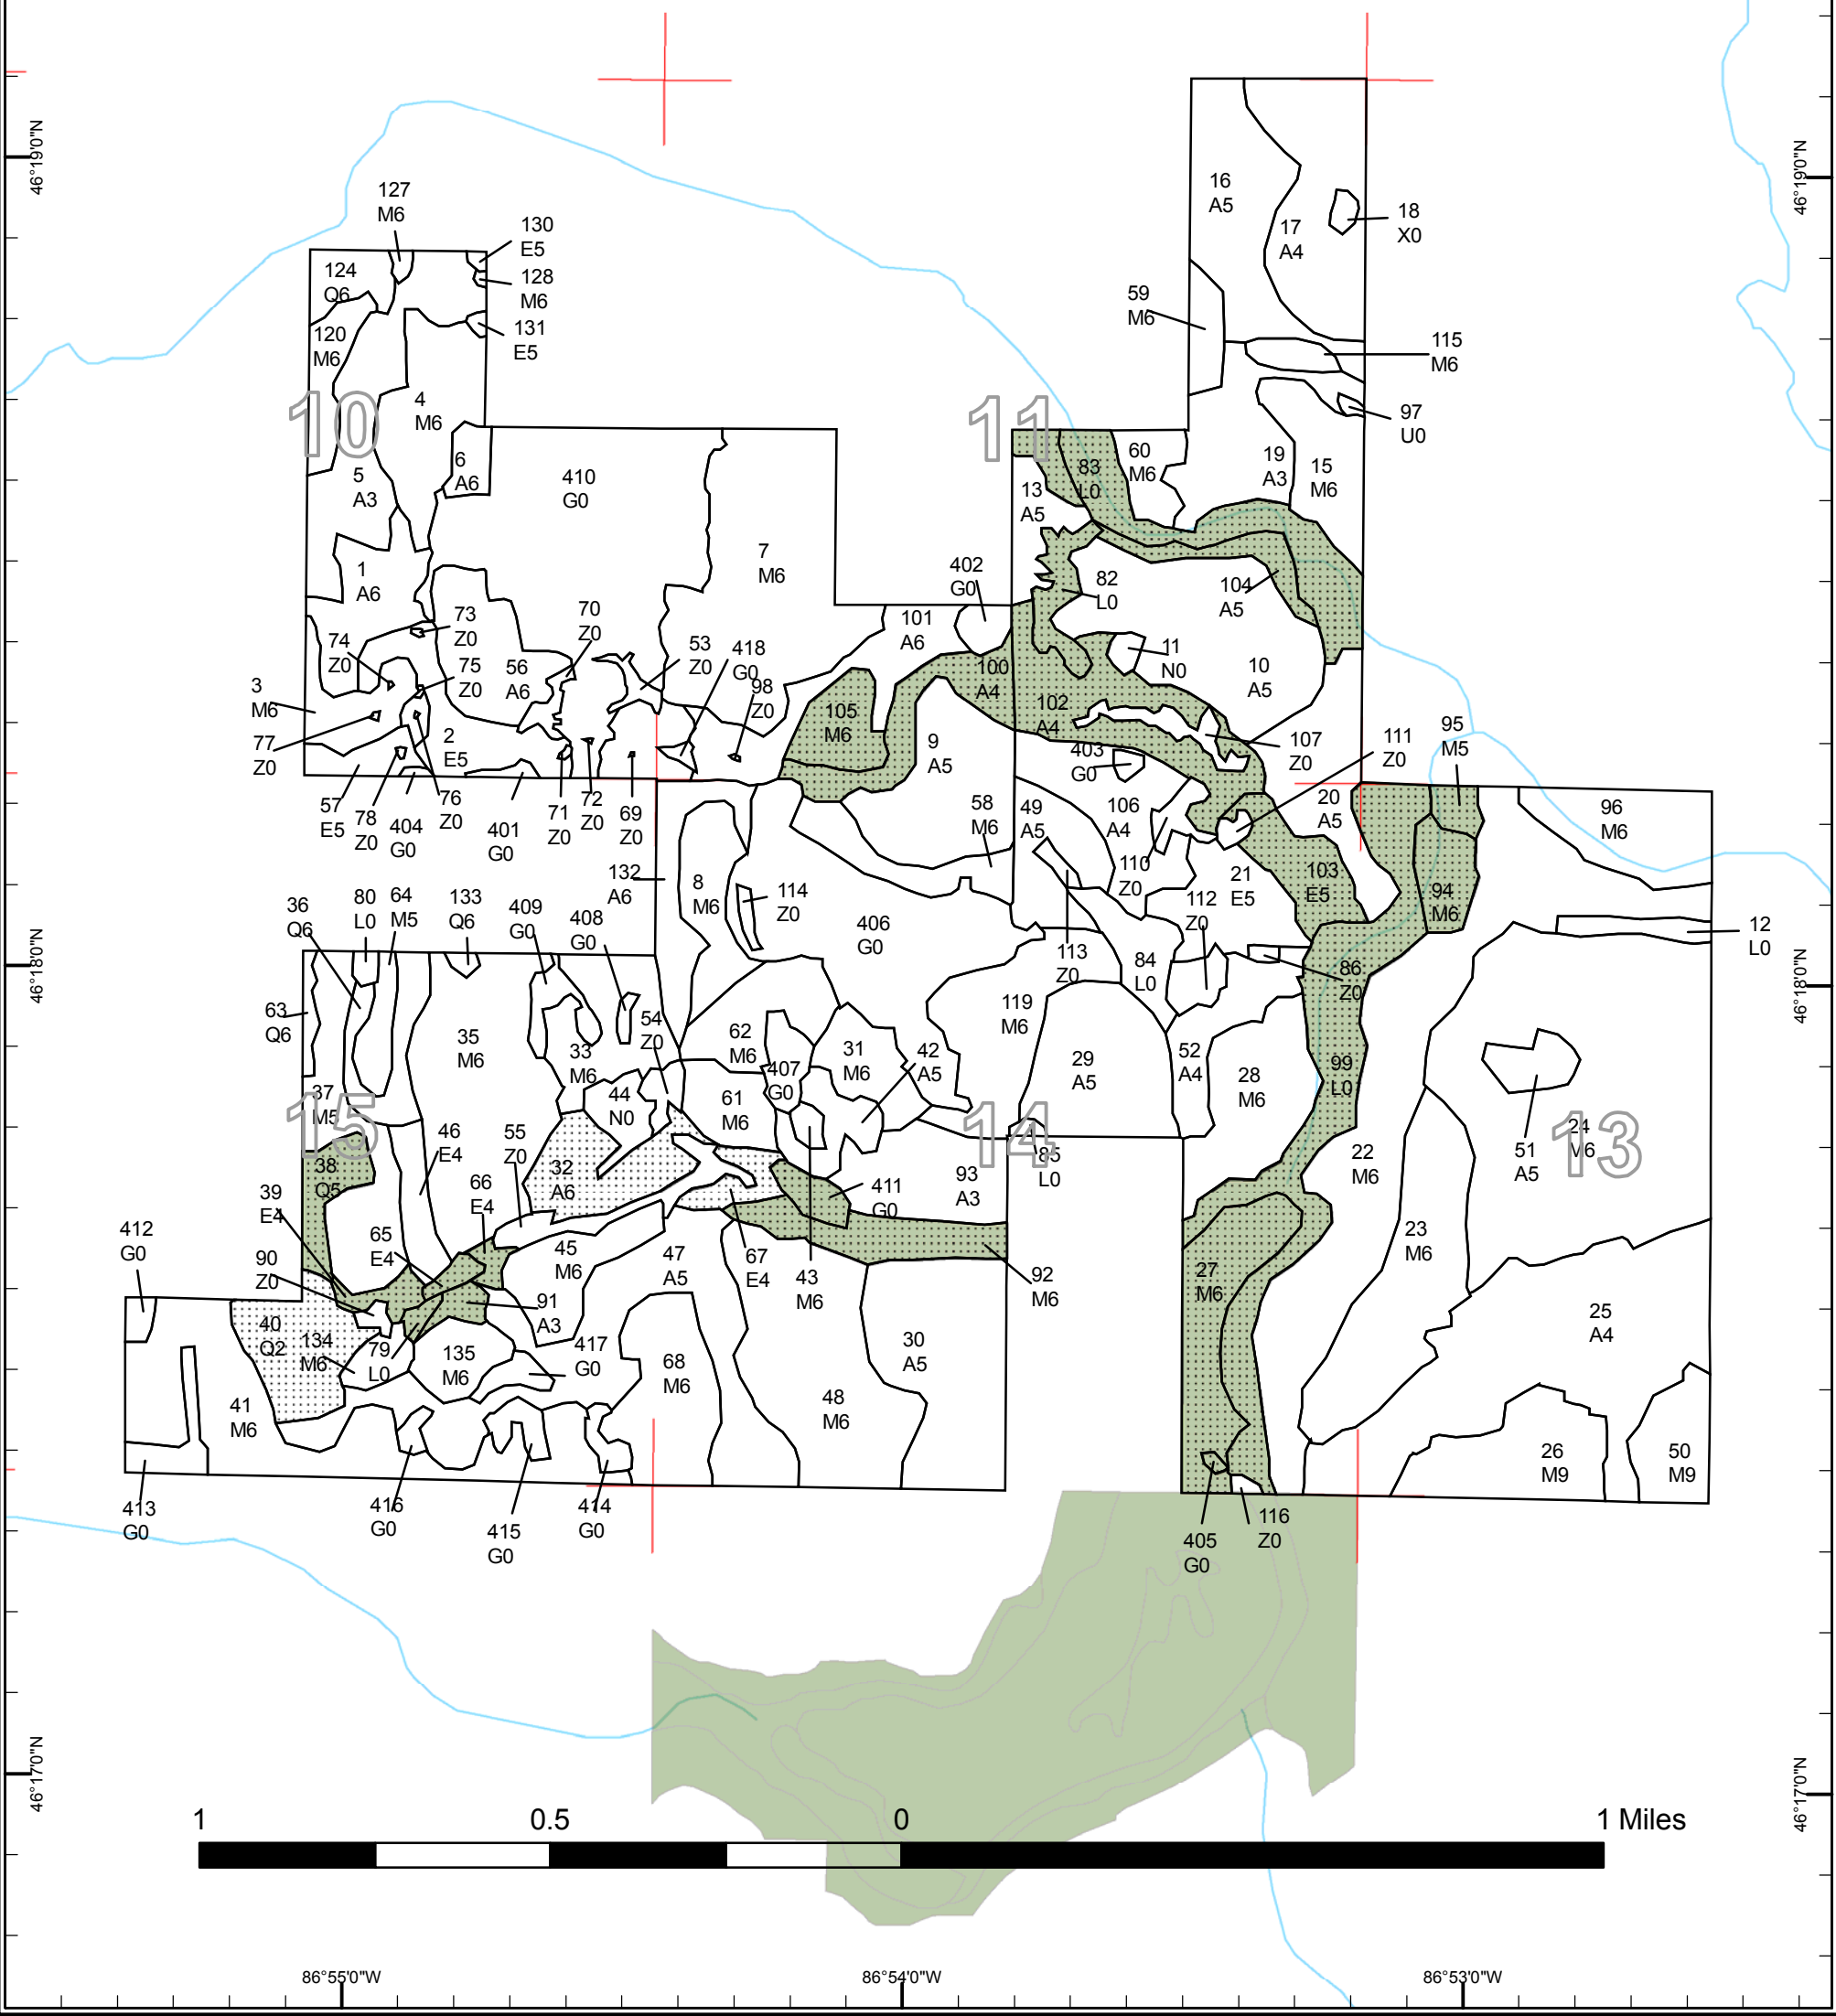 46°19'0"N
46°19'0"N
127
M6
130
E5
128
M6
131
E5
124
Q6
120
M6
16
A5
17
A4
18
X0
59
M6
115
M6
97
U0
10
11
4
M6
5
A3
6
A6
410
G0
7
M6
83
L0
60
M6
19
A3
15
M6
13
A5
1
A6
402
G0
82
L0
104
A5
101
A6
73
Z0
70
Z0
74
Z0
75
Z0
56
A6
53
Z0
418
G0
98
Z0
100
A4
11
N0
10
A5
3
M6
77
Z0
2
E5
105
M6
9
A5
102
A4
403
G0
107
Z0
111
Z0
95
M5
57
E5
78
Z0
404
G0
76
Z0
401
G0
71
Z0
72
Z0
69
Z0
58
M6
49
A5
106
A4
20
A5
96
M6
132
A6
8
M6
114
Z0
406
G0
110
Z0
21
E5
103
E5
94
M6
36
Q6
80
L0
64
M5
133
Q6
409
G0
408
G0
112
Z0
12
L0
46°18'0"N
46°18'0"N
113
Z0
84
L0
86
Z0
63
Q6
35
M6
33
M6
54
Z0
62
M6
407
G0
31
M6
42
A5
119
M6
29
A5
52
A4
28
M6
99
L0
37
M5
15
44
N0
61
M6
14
85
L0
22
M6
51
A5
24
M6
13
38
Q5
46
E4
55
Z0
32
A6
66
E4
411
G0
93
A3
39
E4
412
G0
90
Z0
65
E4
45
M6
47
A5
67
E4
43
M6
92
M6
23
M6
27
M6
40
Q2
134
M6
79
L0
91
A3
135
M6
417
G0
68
M6
30
A5
25
A4
41
M6
48
M6
26
M9
50
M9
413
G0
416
G0
415
G0
414
G0
405
G0
116
Z0
46°17'0"N
46°17'0"N
1
0.5
0
1 Miles
86°55'0"W
86°54'0"W
86°53'0"W